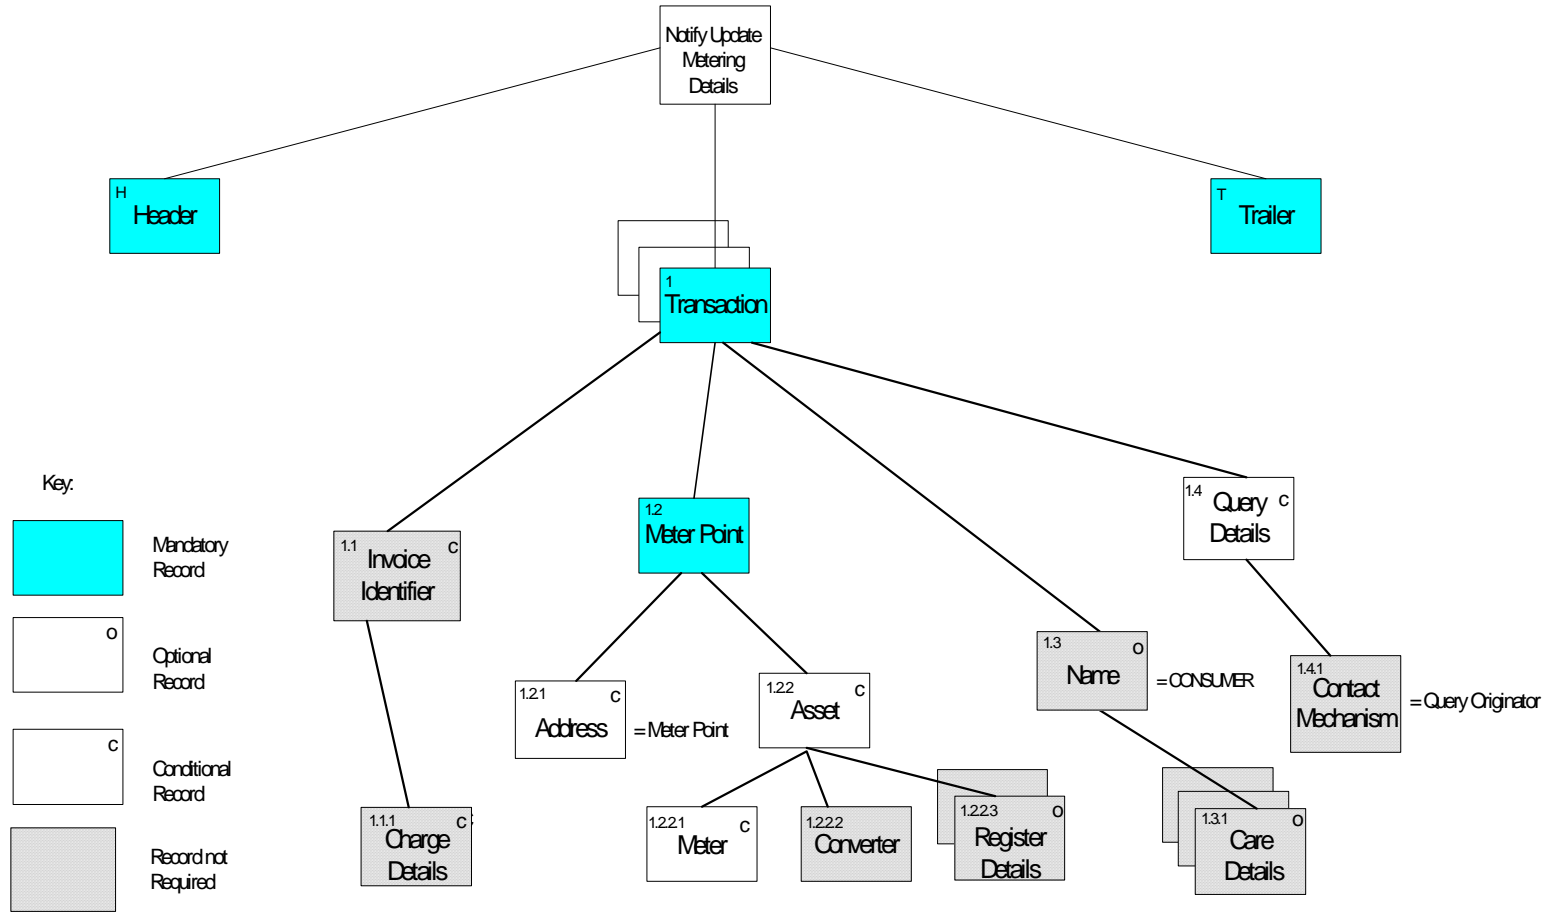 Notify Update
Metering
Details
H
Header
T
Trailer
1
Transaction
Key:
Mandatory
Record
O
Optional
Record
C
Conditional
Record
Record not
Required
1.1
C
Invoice
Identifier
1.2
Meter Point
1.4
Query
C
Details
1.3
O
Name
= CONSUMER
1.4.1
Contact
Mechanism
= Query Originator
1.2.1
C
Address
= Meter Point
1.2.2
C
Asset
1.1.1
C
Charge
Details
1.2.2.1
C
Meter
1.2.2.2
Converter
1.2.2.3
O
Register
Details
1.3.1
O
Care
Details